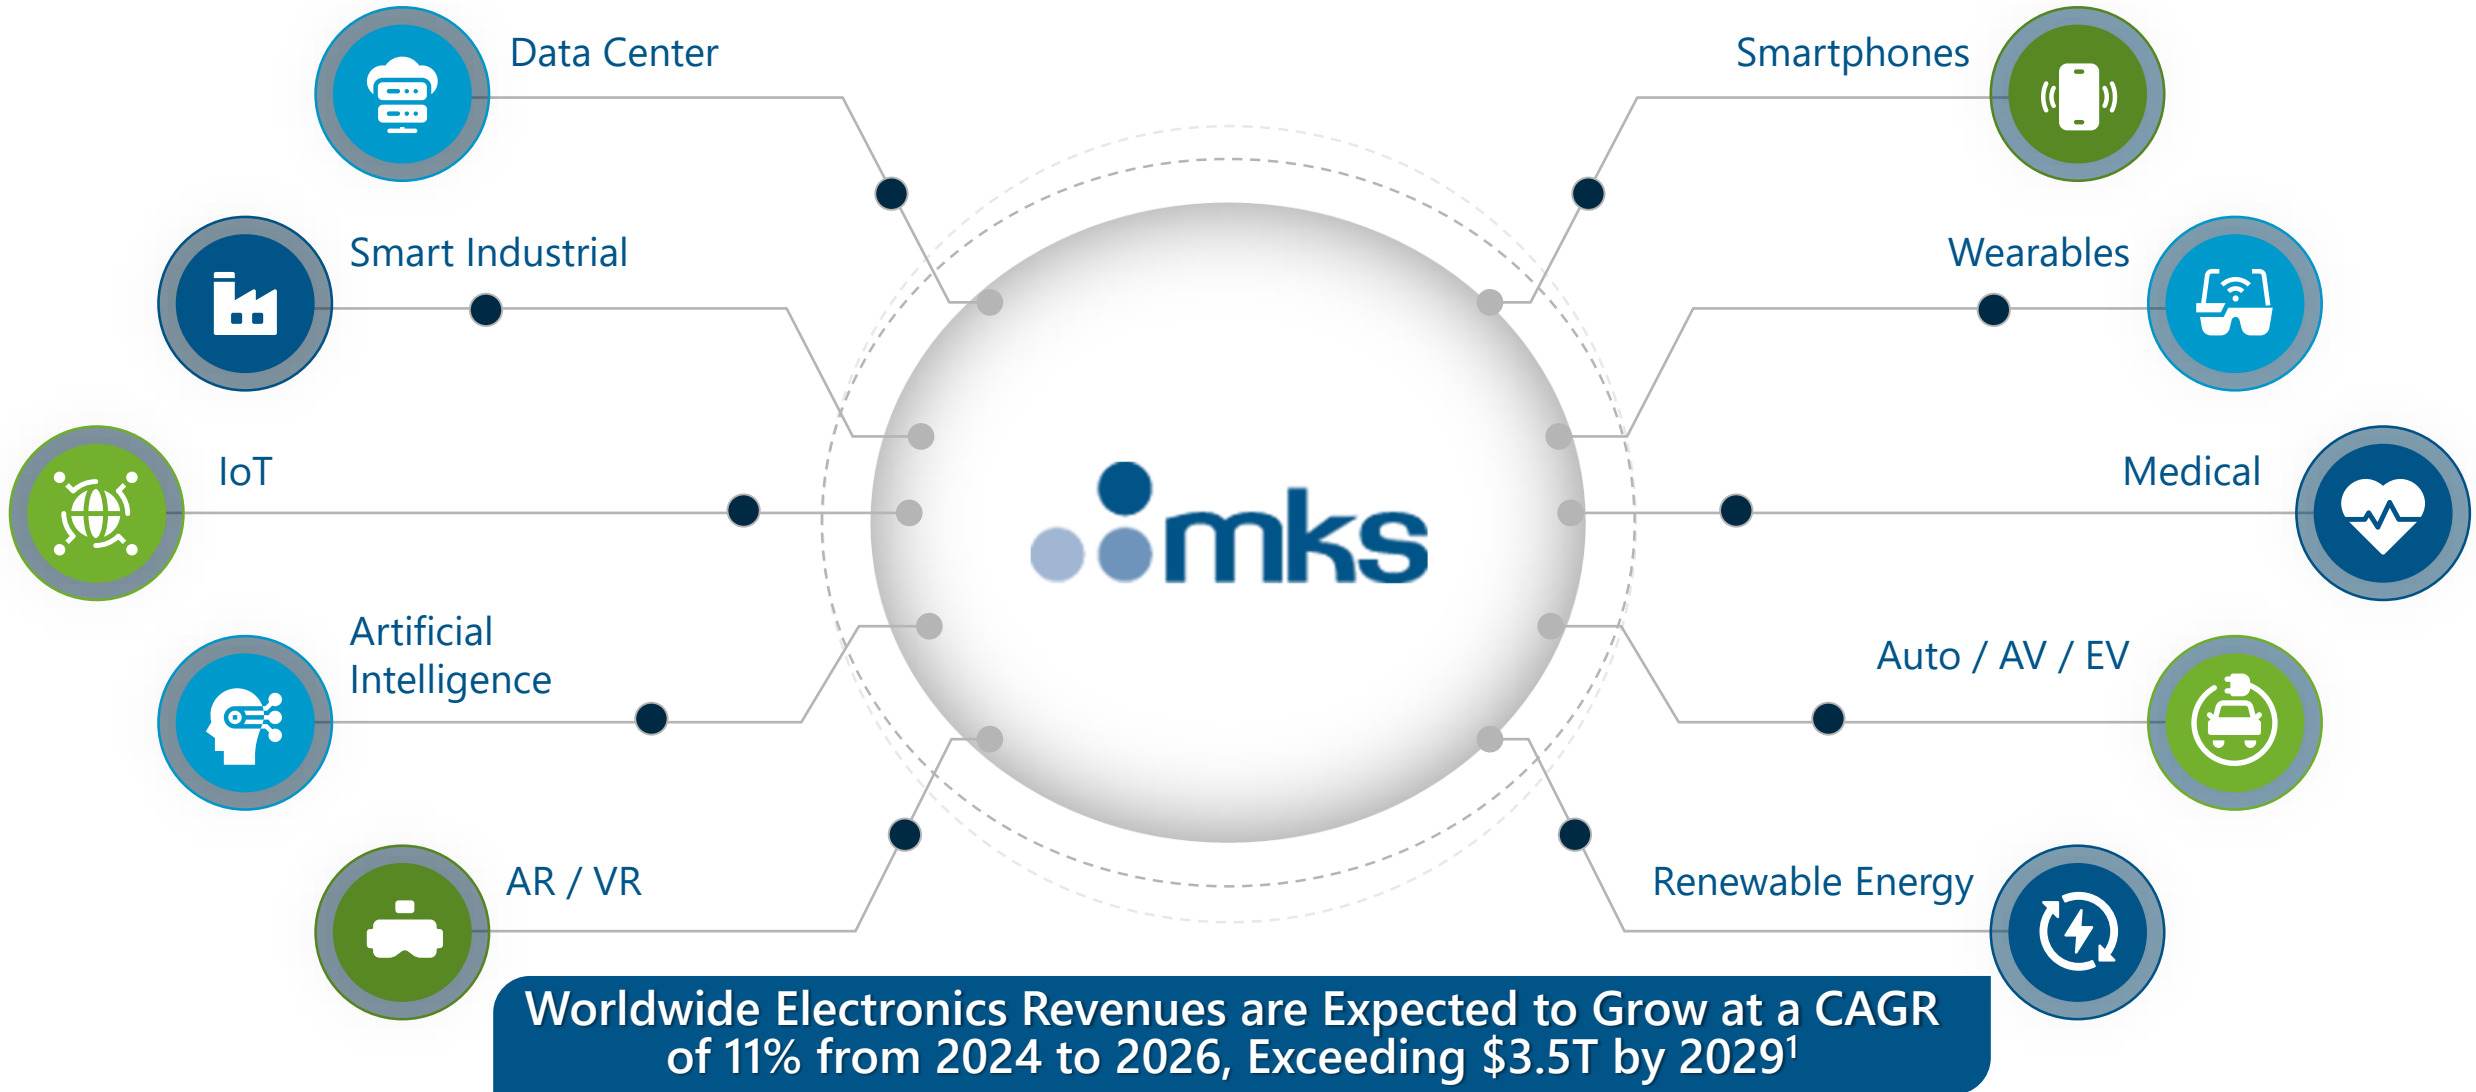 Data Center
Smartphones
Smart Industrial
Wearables
IoT
Medical
mks
Artificial
Intelligence
Auto / AV / EV
AR / VR
Renewable Energy
Worldwide Electronics Revenues are Expected to Grow at a CAGR
of 11% from 2024 to 2026, Exceeding $3.5T by 2029¹